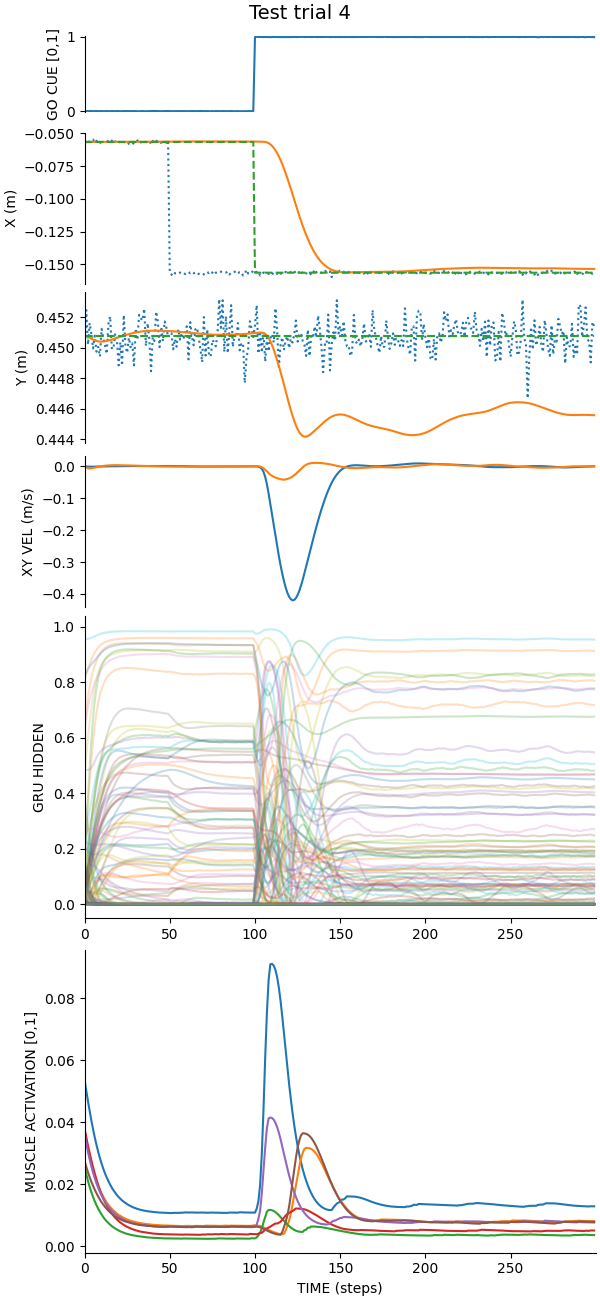 Test trial 4
GO CUE [0,1]
1
0
X (m)
−0.050
−0.075
−0.100
−0.125
−0.150
Y (m)
0.452
0.450
0.448
0.446
0.444
XY VEL (m/s)
0.0
−0.1
−0.2
−0.3
−0.4
GRU HIDDEN
1.0
0.8
0.6
0.4
0.2
0.0
0 50 100 150 200 250
MUSCLE ACTIVATION [0,1]
0.08
0.06
0.04
0.02
0.00
0 50 100 150 200 250
TIME (steps)